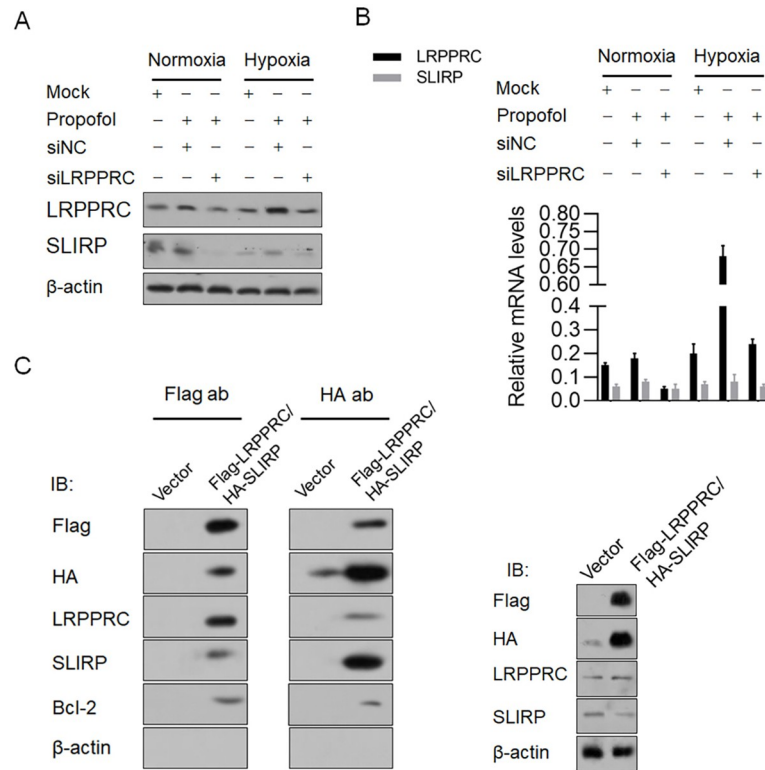 A
Normoxia Hypoxia
Mock + − − + − −
Propofol − + + − + +
siNC − + − − + −
siLRPPRC − − + − − +
LRPPRC
SLIRP
β-actin
B
LRPPRC
SLIRP
Normoxia Hypoxia
Mock + − − + − −
Propofol − + + − + +
siNC − + − − + −
siLRPPRC − − + − − +
Relative mRNA levels
0.80
0.75
0.70
0.65
0.60
0.4
0.3
0.2
0.1
0.0
C
Flag ab HA ab
IB:
Vector
Flag-LRPPRC/
HA-SLIRP
Vector
Flag-LRPPRC/
HA-SLIRP
Flag
HA
LRPPRC
SLIRP
Bcl-2
β-actin
IB:
Vector
Flag-LRPPRC/
HA-SLIRP
Flag
HA
LRPPRC
SLIRP
β-actin